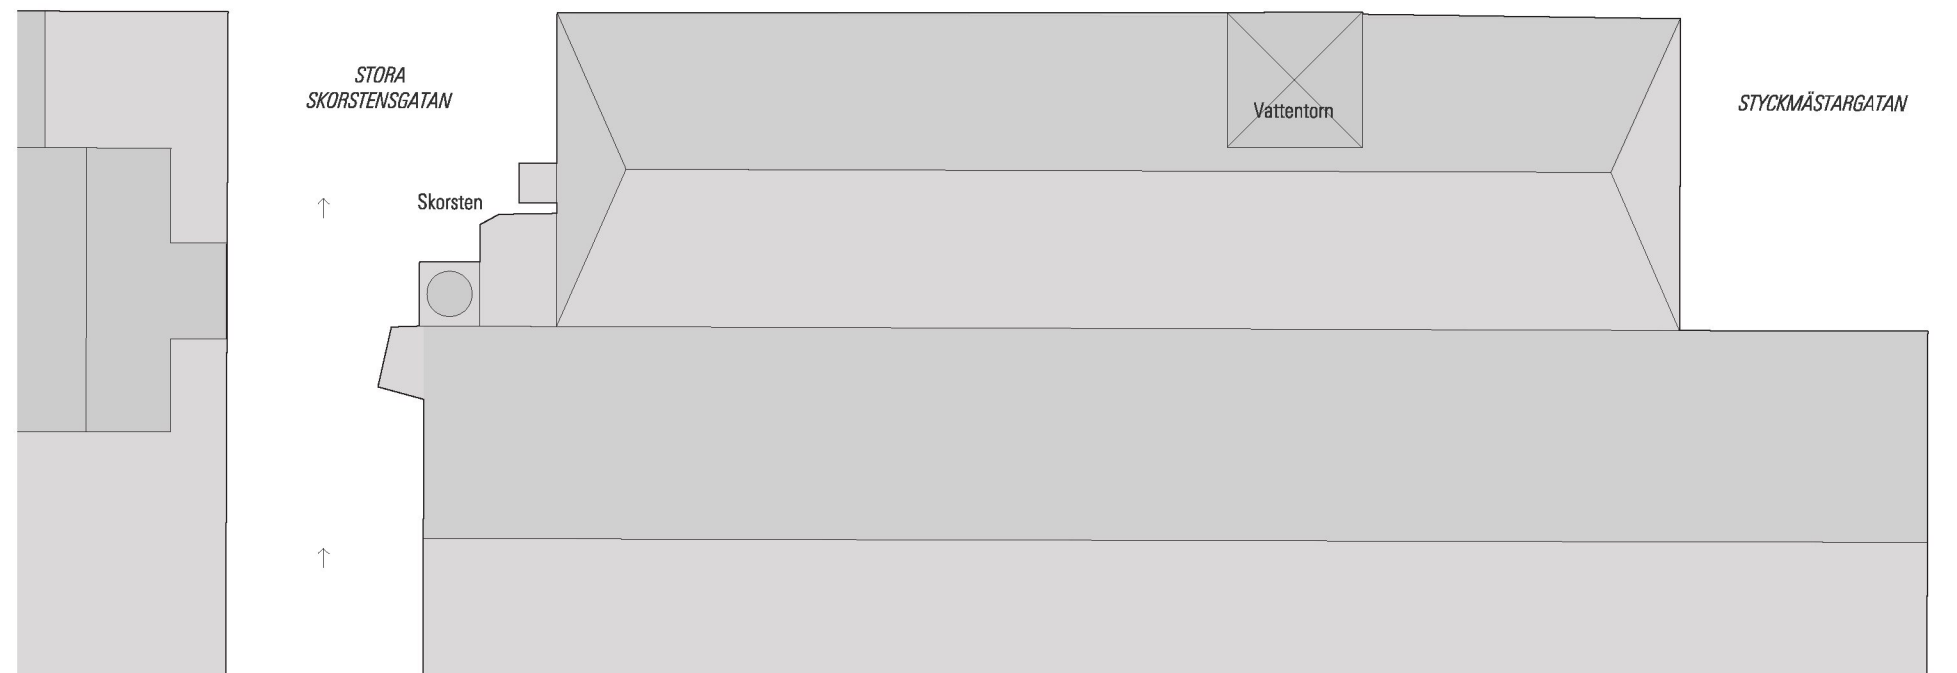 STORA
SKORSTENSGATAN
STYCKMÄSTARGATAN
Vattentorn
Skorsten